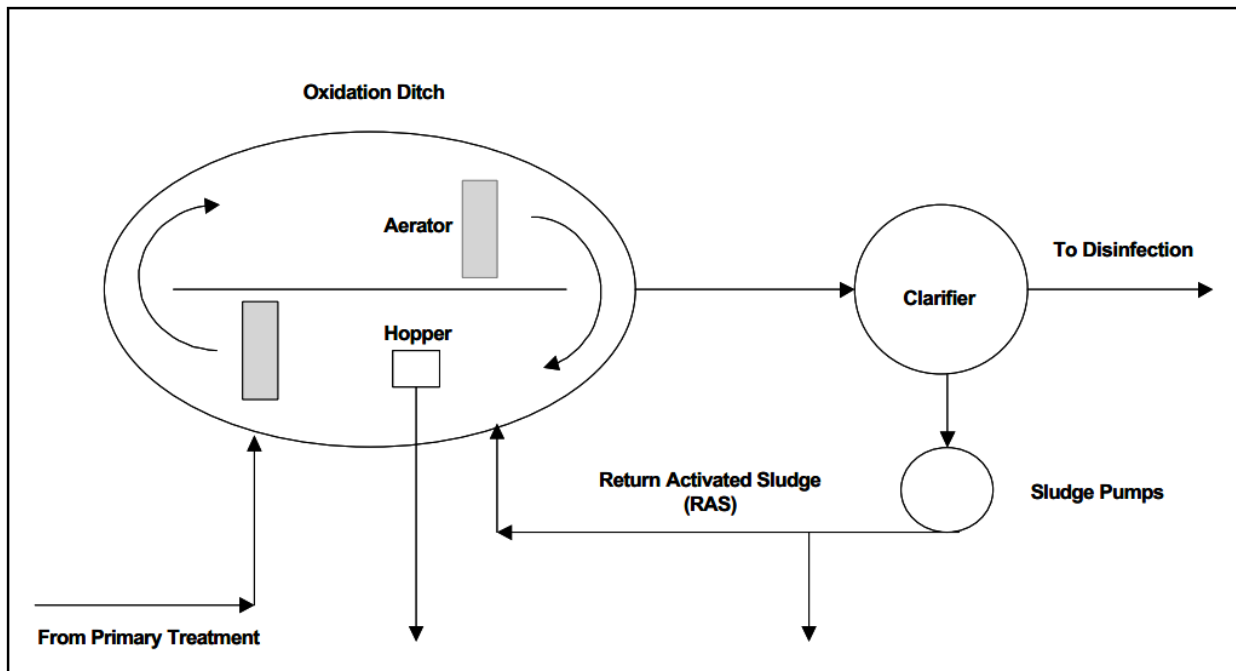 Oxidation Ditch
Aerator
To Disinfection
Clarifier
Hopper
Return Activated Sludge
(RAS)
Sludge Pumps
From Primary Treatment